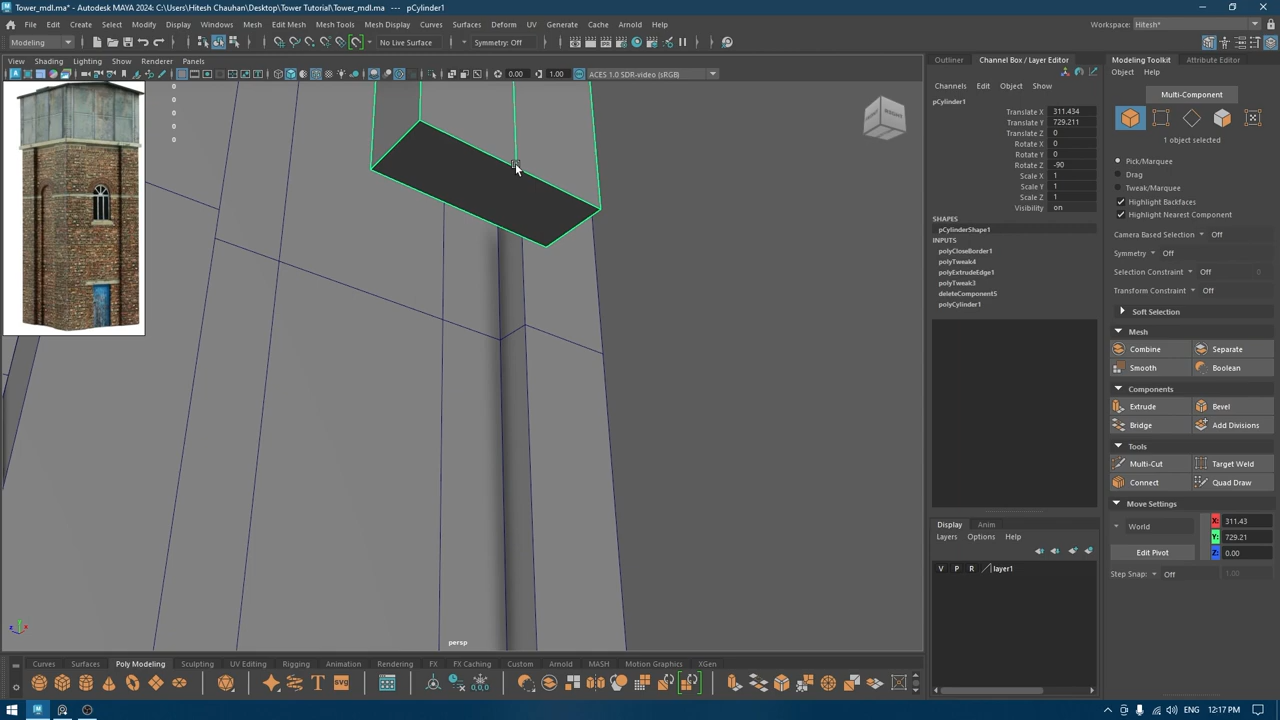 Tower_mdl.ma* - Autodesk MAYA 2024: C:\Users\Hitesh Chauhan\Desktop\Tower Tutorial\Tower_mdl.ma* --- pCylinder1
File Edit Create Select Modify Display Windows Mesh Edit Mesh Mesh Tools Mesh Display Curves Surfaces Deform UV Generate Cache Arnold Help
Workspace: Hitesh*
Modeling
No Live Surface
Symmetry: Off
View Shading Lighting Show Renderer Panels
0.00
1.00
ACES 1.0 SDR-video (sRGB)
0
0
0
0
0
RIGHT
persp
Outliner
Channel Box / Layer Editor
Channels Edit Object Show
pCylinder1
Translate X 311.434
Translate Y 729.211
Translate Z 0
Rotate X 0
Rotate Y 0
Rotate Z -90
Scale X 1
Scale Y 1
Scale Z 1
Visibility on
SHAPES
pCylinderShape1
INPUTS
polyCloseBorder1
polyTweak4
polyExtrudeEdge1
polyTweak3
deleteComponent5
polyCylinder1
Display Anim
Layers Options Help
V P R layer1
Modeling Toolkit
Attribute Editor
Object Help
Multi-Component
1 object selected
Pick/Marquee
Drag
Tweak/Marquee
Highlight Backfaces
Highlight Nearest Component
Camera Based Selection Off
Symmetry Off
Selection Constraint Off
Transform Constraint Off
Soft Selection
Mesh
Combine Separate
Smooth Boolean
Components
Extrude Bevel
Bridge Add Divisions
Tools
Multi-Cut Target Weld
Connect Quad Draw
Move Settings
World
X: 311.43
Y: 729.21
Z: 0.00
Edit Pivot
Step Snap: Off 1.00
Curves Surfaces Poly Modeling Sculpting UV Editing Rigging Animation Rendering FX FX Caching Custom Arnold MASH Motion Graphics XGen
SVG
ENG 12:17 PM